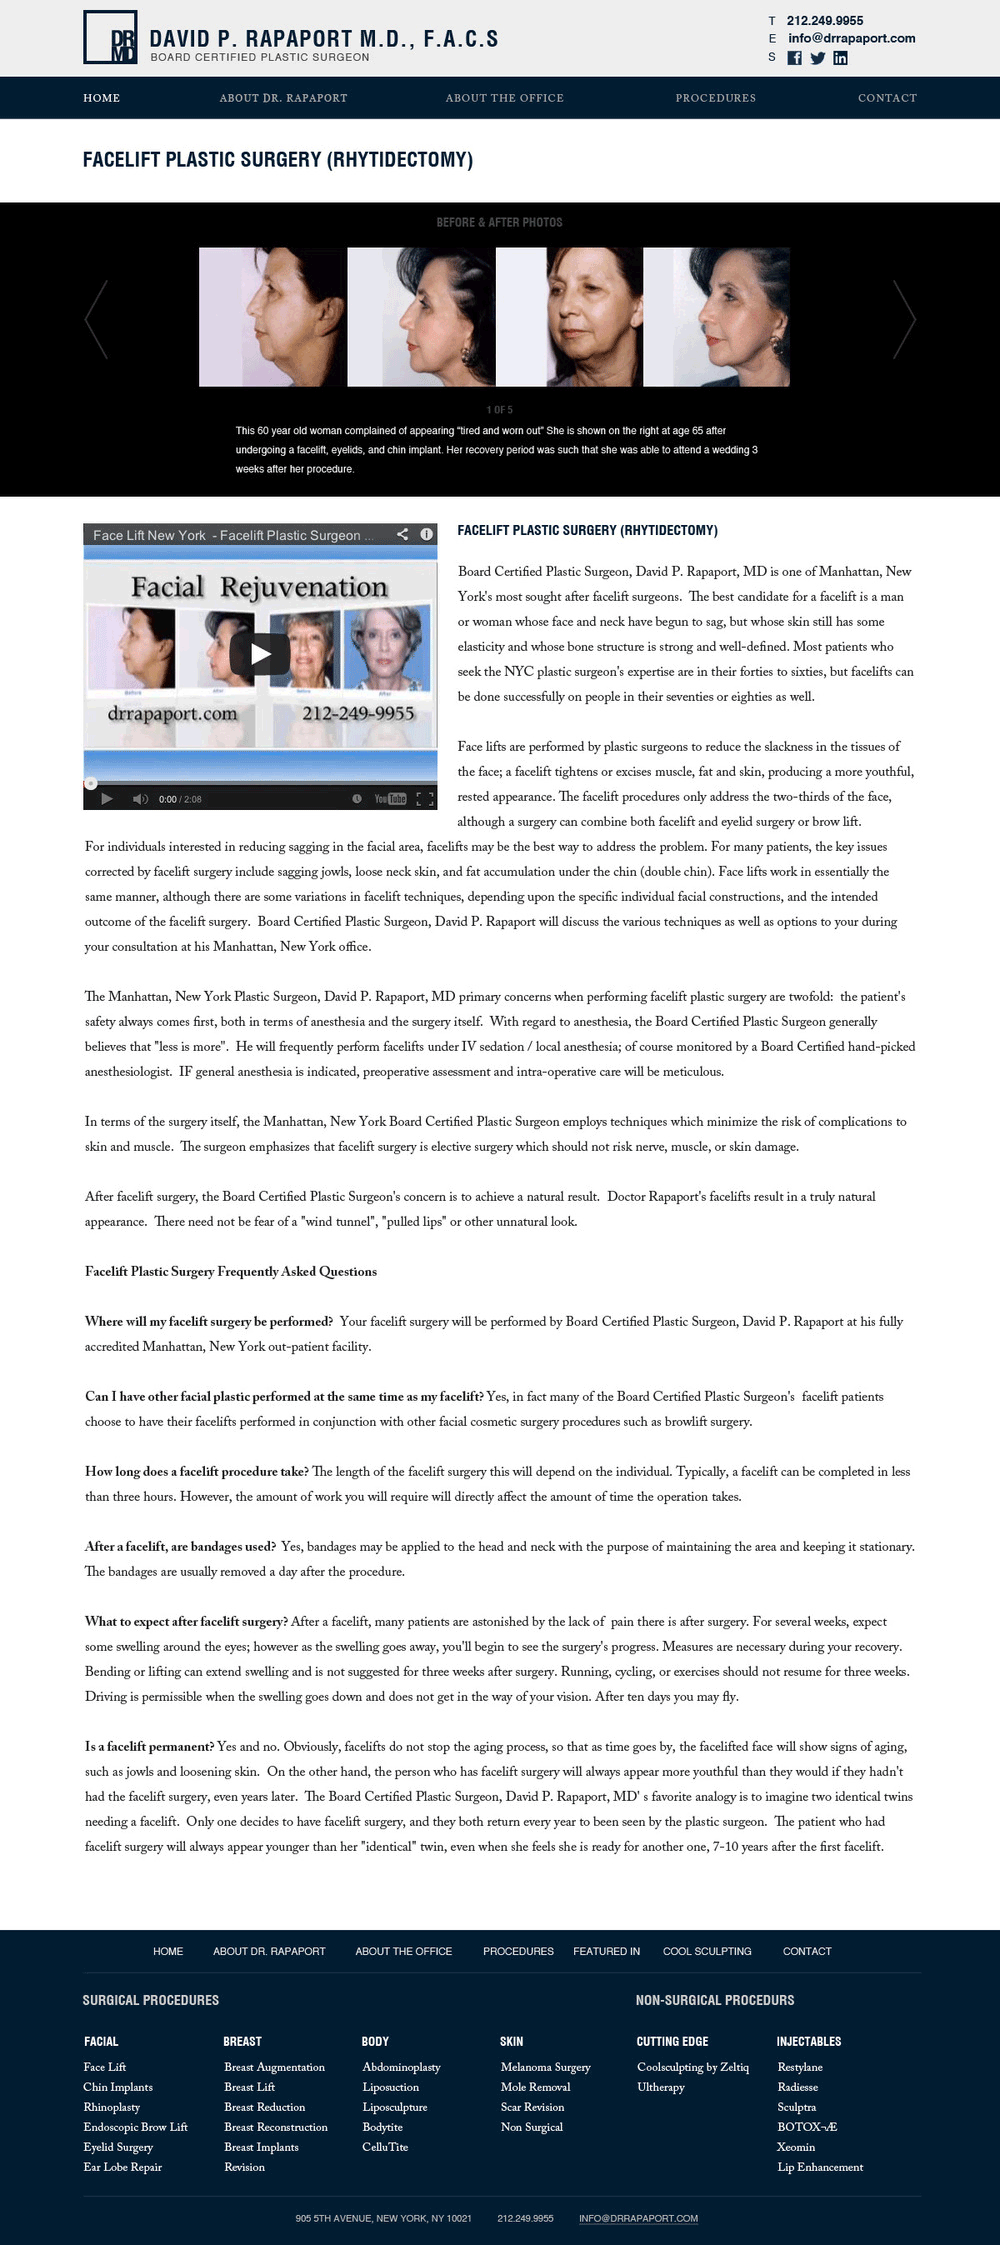 DR
MD
DAVID P. RAPAPORT M.D., F.A.C.S
BOARD CERTIFIED PLASTIC SURGEON
T 212.249.9955
E info@drrapaport.com
S
HOME ABOUT DR. RAPAPORT ABOUT THE OFFICE PROCEDURES CONTACT
FACELIFT PLASTIC SURGERY (RHYTIDECTOMY)
BEFORE & AFTER PHOTOS
1 OF 5
This 60 year old woman complained of appearing "tired and worn out" She is shown on the right at age 65 after
undergoing a facelift, eyelids, and chin implant. Her recovery period was such that she was able to attend a wedding 3
weeks after her procedure.
Face Lift New York - Facelift Plastic Surgeon ...
Facial Rejuvenation
Before After Before After
drrapaport.com 212-249-9955
0:00 / 2:08 YouTube
FACELIFT PLASTIC SURGERY (RHYTIDECTOMY)
Board Certified Plastic Surgeon, David P. Rapaport, MD is one of Manhattan, New
York's most sought after facelift surgeons. The best candidate for a facelift is a man
or woman whose face and neck have begun to sag, but whose skin still has some
elasticity and whose bone structure is strong and well-defined. Most patients who
seek the NYC plastic surgeon's expertise are in their forties to sixties, but facelifts can
be done successfully on people in their seventies or eighties as well.
Face lifts are performed by plastic surgeons to reduce the slackness in the tissues of
the face; a facelift tightens or excises muscle, fat and skin, producing a more youthful,
rested appearance. The facelift procedures only address the two-thirds of the face,
although a surgery can combine both facelift and eyelid surgery or brow lift.
For individuals interested in reducing sagging in the facial area, facelifts may be the best way to address the problem. For many patients, the key issues
corrected by facelift surgery include sagging jowls, loose neck skin, and fat accumulation under the chin (double chin). Face lifts work in essentially the
same manner, although there are some variations in facelift techniques, depending upon the specific individual facial constructions, and the intended
outcome of the facelift surgery. Board Certified Plastic Surgeon, David P. Rapaport will discuss the various techniques as well as options to your during
your consultation at his Manhattan, New York office.
The Manhattan, New York Plastic Surgeon, David P. Rapaport, MD primary concerns when performing facelift plastic surgery are twofold: the patient's
safety always comes first, both in terms of anesthesia and the surgery itself. With regard to anesthesia, the Board Certified Plastic Surgeon generally
believes that "less is more". He will frequently perform facelifts under IV sedation / local anesthesia; of course monitored by a Board Certified hand-picked
anesthesiologist. IF general anesthesia is indicated, preoperative assessment and intra-operative care will be meticulous.
In terms of the surgery itself, the Manhattan, New York Board Certified Plastic Surgeon employs techniques which minimize the risk of complications to
skin and muscle. The surgeon emphasizes that facelift surgery is elective surgery which should not risk nerve, muscle, or skin damage.
After facelift surgery, the Board Certified Plastic Surgeon's concern is to achieve a natural result. Doctor Rapaport's facelifts result in a truly natural
appearance. There need not be fear of a "wind tunnel", "pulled lips" or other unnatural look.
Facelift Plastic Surgery Frequently Asked Questions
Where will my facelift surgery be performed? Your facelift surgery will be performed by Board Certified Plastic Surgeon, David P. Rapaport at his fully
accredited Manhattan, New York out-patient facility.
Can I have other facial plastic performed at the same time as my facelift? Yes, in fact many of the Board Certified Plastic Surgeon's facelift patients
choose to have their facelifts performed in conjunction with other facial cosmetic surgery procedures such as browlift surgery.
How long does a facelift procedure take? The length of the facelift surgery this will depend on the individual. Typically, a facelift can be completed in less
than three hours. However, the amount of work you will require will directly affect the amount of time the operation takes.
After a facelift, are bandages used? Yes, bandages may be applied to the head and neck with the purpose of maintaining the area and keeping it stationary.
The bandages are usually removed a day after the procedure.
What to expect after facelift surgery? After a facelift, many patients are astonished by the lack of pain there is after surgery. For several weeks, expect
some swelling around the eyes; however as the swelling goes away, you'll begin to see the surgery's progress. Measures are necessary during your recovery.
Bending or lifting can extend swelling and is not suggested for three weeks after surgery. Running, cycling, or exercises should not resume for three weeks.
Driving is permissible when the swelling goes down and does not get in the way of your vision. After ten days you may fly.
Is a facelift permanent? Yes and no. Obviously, facelifts do not stop the aging process, so that as time goes by, the facelifted face will show signs of aging,
such as jowls and loosening skin. On the other hand, the person who has facelift surgery will always appear more youthful than they would if they hadn't
had the facelift surgery, even years later. The Board Certified Plastic Surgeon, David P. Rapaport, MD' s favorite analogy is to imagine two identical twins
needing a facelift. Only one decides to have facelift surgery, and they both return every year to been seen by the plastic surgeon. The patient who had
facelift surgery will always appear younger than her "identical" twin, even when she feels she is ready for another one, 7-10 years after the first facelift.
HOME ABOUT DR. RAPAPORT ABOUT THE OFFICE PROCEDURES FEATURED IN COOL SCULPTING CONTACT
SURGICAL PROCEDURES NON-SURGICAL PROCEDURS
FACIAL BREAST BODY SKIN CUTTING EDGE INJECTABLES
Face Lift Breast Augmentation Abdominoplasty Melanoma Surgery Coolsculpting by Zeltiq Restylane
Chin Implants Breast Lift Liposuction Mole Removal Ultherapy Radiesse
Rhinoplasty Breast Reduction Liposculpture Scar Revision Sculptra
Endoscopic Brow Lift Breast Reconstruction Bodytite Non Surgical BOTOX¬Æ
Eyelid Surgery Breast Implants CelluTite Xeomin
Ear Lobe Repair Revision Lip Enhancement
905 5TH AVENUE, NEW YORK, NY 10021 212.249.9955 INFO@DRRAPAPORT.COM